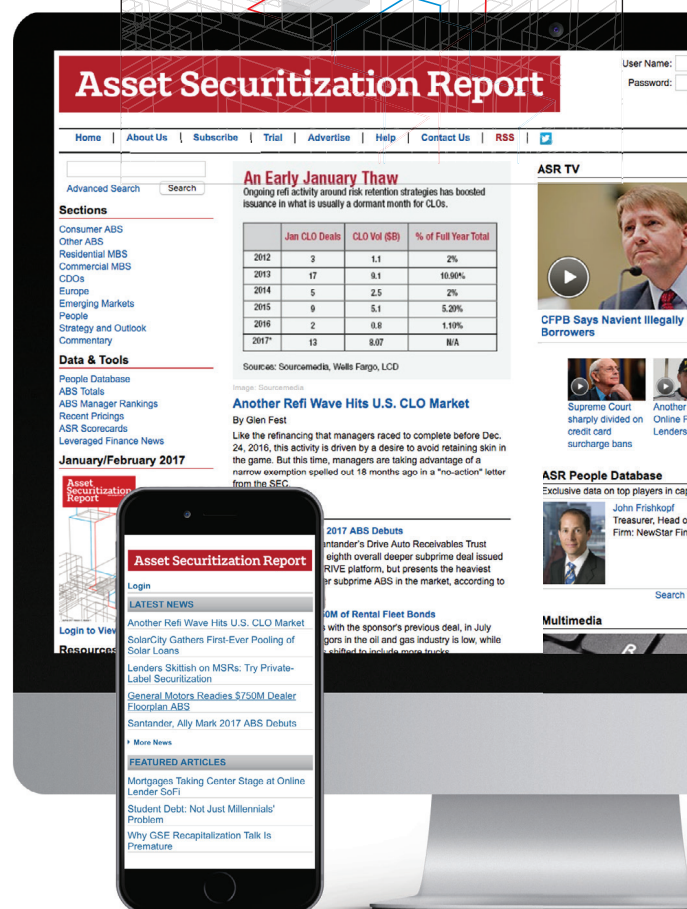 Asset Securitization Report
User Name:
Password:
Home | About Us | Subscribe | Trial | Advertise | Help | Contact Us | RSS |
Advanced Search Search
Sections
Consumer ABS
Other ABS
Residential MBS
Commercial MBS
CDOs
Europe
Emerging Markets
People
Strategy and Outlook
Commentary
Data & Tools
People Database
ABS Totals
ABS Manager Rankings
Recent Pricings
ASR Scorecards
Leveraged Finance News
January/February 2017
Asset
Securitization
Report
Login to View
Resources
An Early January Thaw
Ongoing refi activity around risk retention strategies has boosted
issuance in what is usually a dormant month for CLOs.
Jan CLO Deals CLO Vol ($B) % of Full Year Total
2012 3 1.1 2%
2013 17 9.1 10.90%
2014 5 2.5 2%
2015 9 5.1 5.20%
2016 2 0.8 1.10%
2017* 13 8.07 N/A
Sources: Sourcemedia, Wells Fargo, LCD
Image: Sourcemedia
Another Refi Wave Hits U.S. CLO Market
By Glen Fest
Like the refinancing that managers raced to complete before Dec.
24, 2016, this activity is driven by a desire to avoid retaining skin in
the game. But this time, managers are taking advantage of a
narrow exemption spelled out 18 months ago in a "no-action" letter
from the SEC.
2017 ABS Debuts
antander's Drive Auto Receivables Trust
eighth overall deeper subprime deal issued
RIVE platform, but presents the heaviest
er subprime ABS in the market, according to
50M of Rental Fleet Bonds
s with the sponsor's previous deal, in July
gors in the oil and gas industry is low, while
shifted to include more trucks
ASR TV
CFPB Says Navient Illegally
Borrowers
Supreme Court
sharply divided on
credit card
surcharge bans
Another
Online
Lenders
ASR People Database
Exclusive data on top players in cap
John Frishkopf
Treasurer, Head o
Firm: NewStar Fin
Search
Multimedia
Asset Securitization Report
Login
LATEST NEWS
Another Refi Wave Hits U.S. CLO Market
SolarCity Gathers First-Ever Pooling of
Solar Loans
Lenders Skittish on MSRs: Try Private-
Label Securitization
General Motors Readies $750M Dealer
Floorplan ABS
Santander, Ally Mark 2017 ABS Debuts
More News
FEATURED ARTICLES
Mortgages Taking Center Stage at Online
Lender SoFi
Student Debt: Not Just Millennials'
Problem
Why GSE Recapitalization Talk Is
Premature